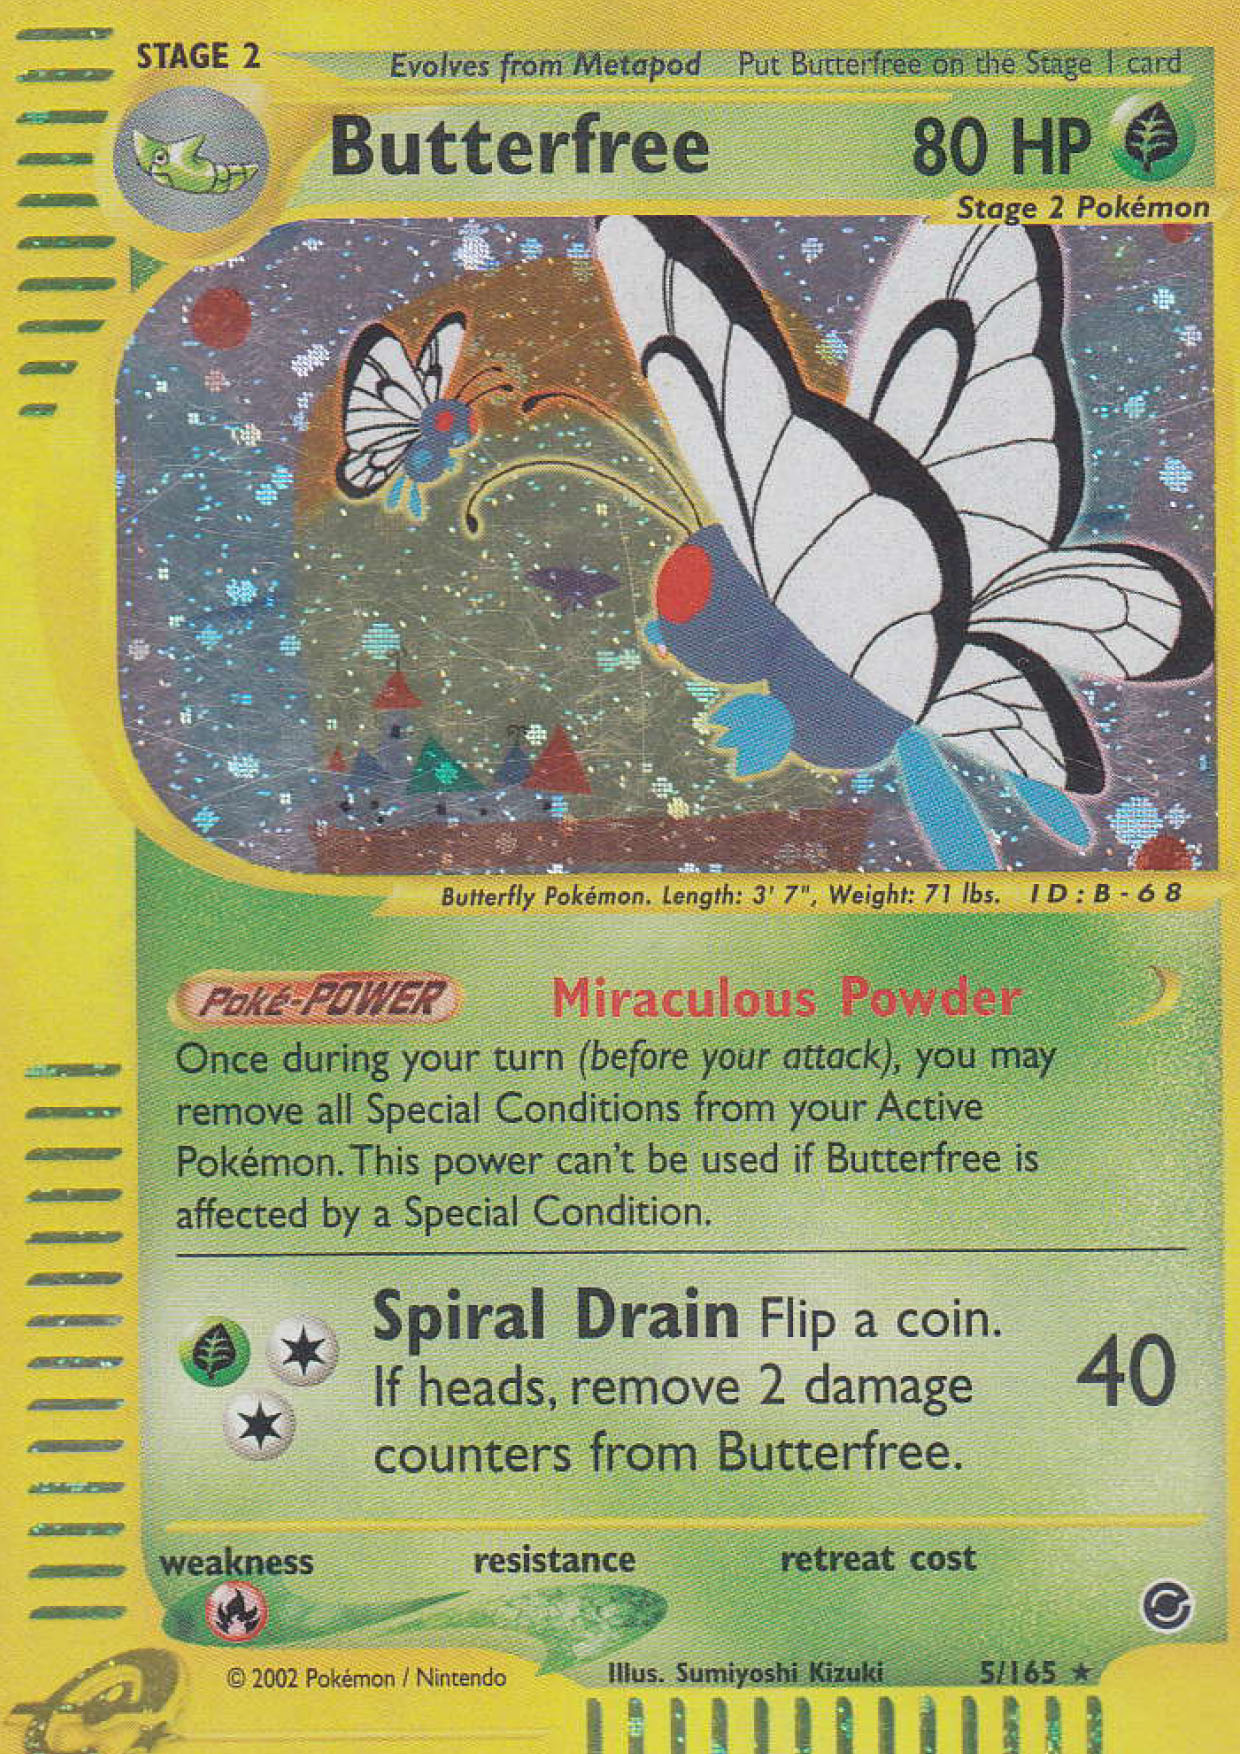 STAGE 2
Evolves from Metapod Put Butterfree on the Stage 1 card
Butterfree 80 HP
Stage 2 Pokémon
Butterfly Pokémon. Length: 3' 7", Weight: 71 lbs. ID:B-68
Poké-POWER Miraculous Powder
Once during your turn (before your attack), you may
remove all Special Conditions from your Active
Pokémon. This power can't be used if Butterfree is
affected by a Special Condition.
Spiral Drain Flip a coin.
If heads, remove 2 damage
counters from Butterfree.
40
weakness resistance retreat cost
© 2002 Pokémon / Nintendo Illus. Sumiyoshi Kizuki 5/165 ★